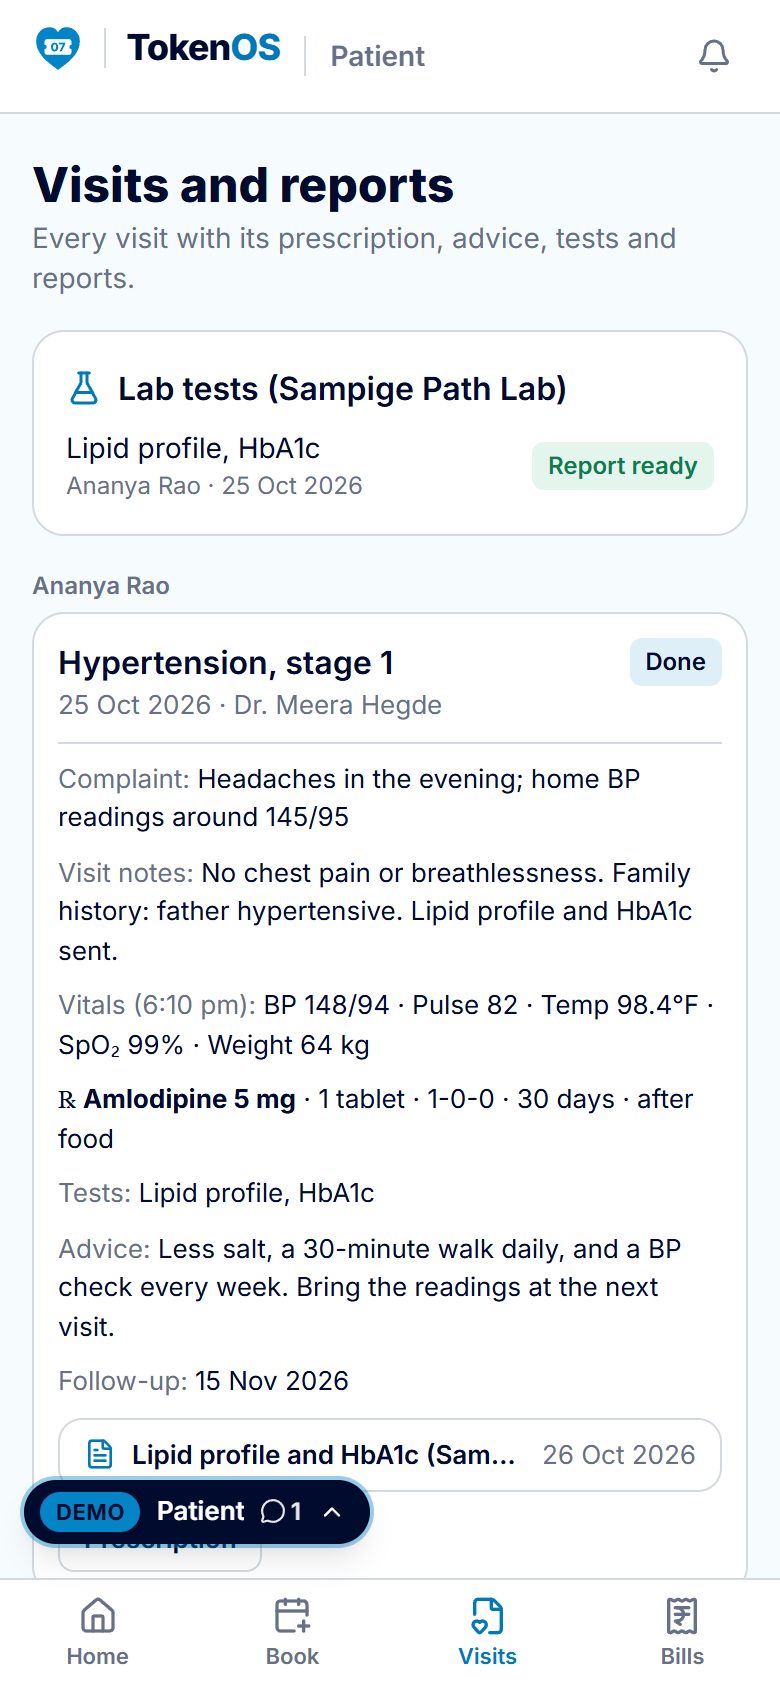 07 TokenOS Patient
Visits and reports
Every visit with its prescription, advice, tests and
reports.
Lab tests (Sampige Path Lab)
Lipid profile, HbA1c
Ananya Rao · 25 Oct 2026
Report ready
Ananya Rao
Hypertension, stage 1
Done
25 Oct 2026 · Dr. Meera Hegde
Complaint: Headaches in the evening; home BP
readings around 145/95
Visit notes: No chest pain or breathlessness. Family
history: father hypertensive. Lipid profile and HbA1c
sent.
Vitals (6:10 pm): BP 148/94 · Pulse 82 · Temp 98.4°F ·
SpO₂ 99% · Weight 64 kg
℞ Amlodipine 5 mg · 1 tablet · 1-0-0 · 30 days · after
food
Tests: Lipid profile, HbA1c
Advice: Less salt, a 30-minute walk daily, and a BP
check every week. Bring the readings at the next
visit.
Follow-up: 15 Nov 2026
Lipid profile and HbA1c (Sam... 26 Oct 2026
DEMO Patient 1
Prescription
Home Book Visits Bills